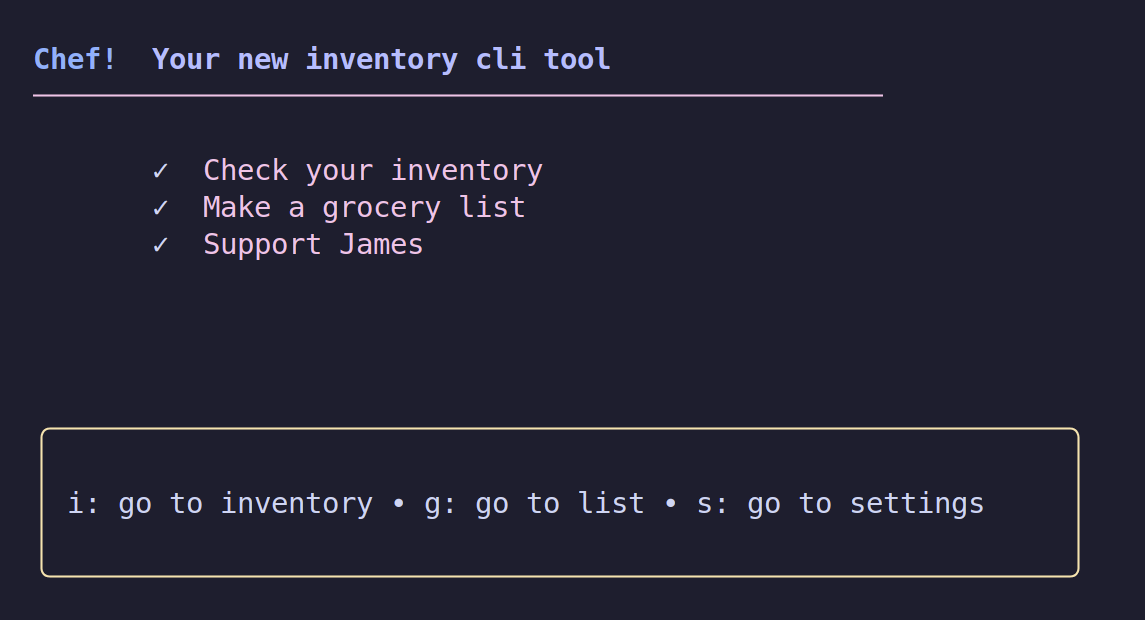 Chef!  Your new inventory cli tool
✓  Check your inventory
✓  Make a grocery list
✓  Support James
i: go to inventory • g: go to list • s: go to settings